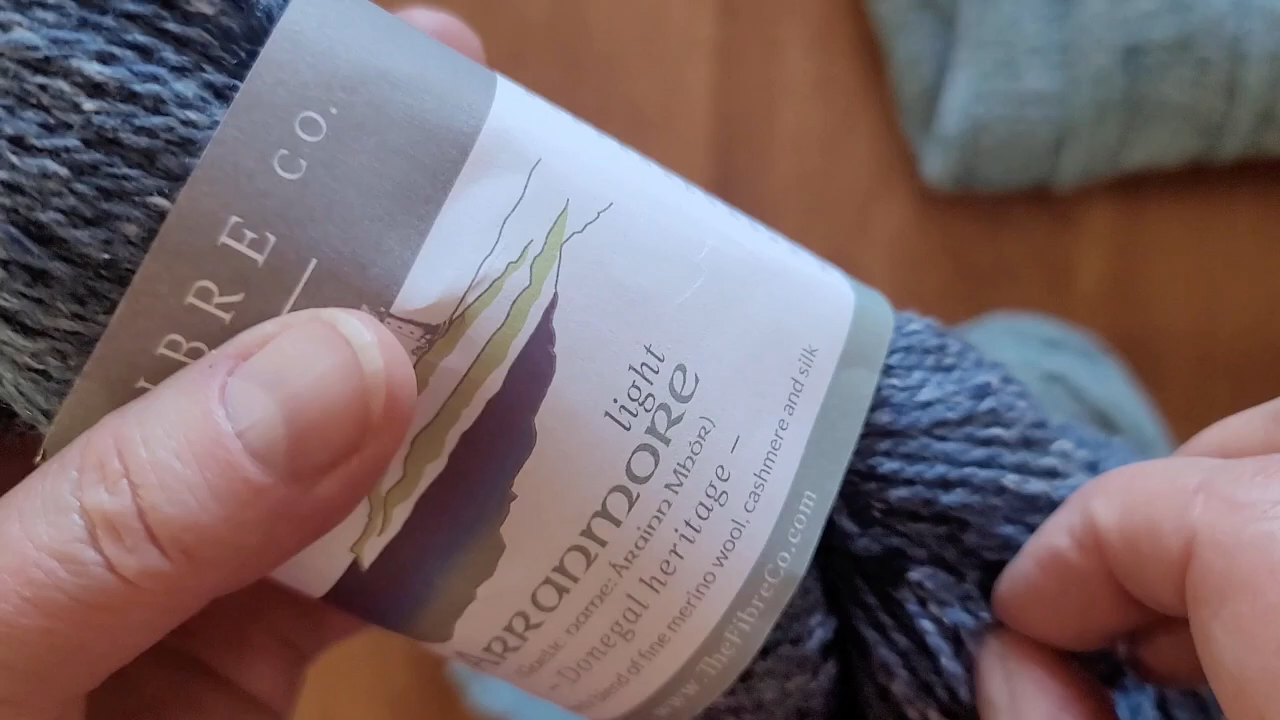 BRE CO.
light
ARRANMORE
Gaelic name: Árainn Mhór)
– Donegal heritage –
blend of fine merino wool, cashmere and silk
www.TheFibreCo.com